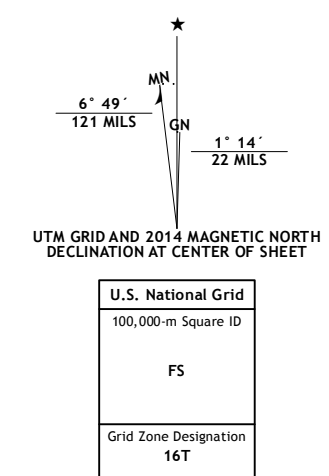 ★
MN
6° 49´
121 MILS
GN
1° 14´
22 MILS
UTM GRID AND 2014 MAGNETIC NORTH
DECLINATION AT CENTER OF SHEET
U.S. National Grid
100,000-m Square ID
FS
Grid Zone Designation
16T